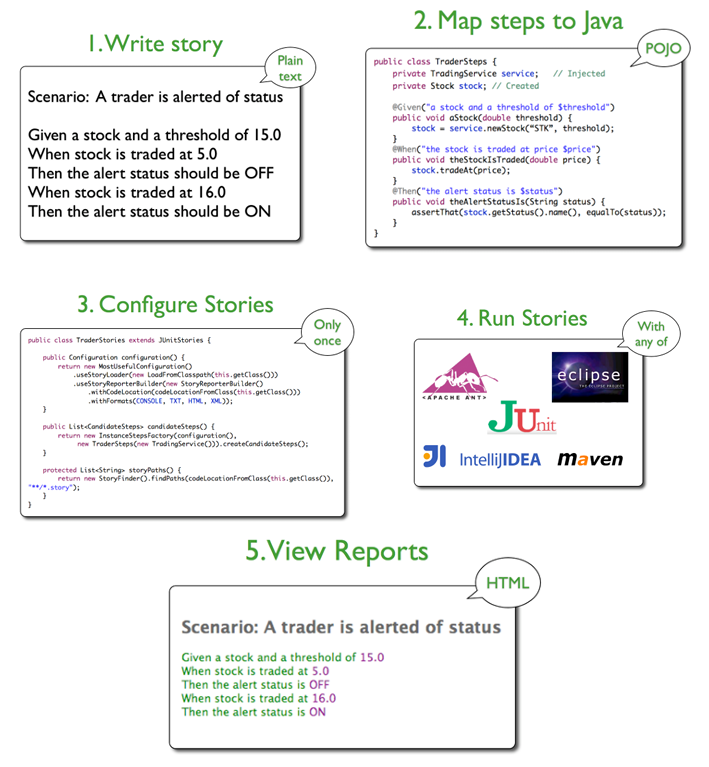 1.Write story
Plain
text
Scenario: A trader is alerted of status
Given a stock and a threshold of 15.0
When stock is traded at 5.0
Then the alert status should be OFF
When stock is traded at 16.0
Then the alert status should be ON
2. Map steps to Java
POJO
public class TraderSteps {
    private TradingService service;   // Injected
    private Stock stock; // Created
    @Given("a stock and a threshold of $threshold")
    public void aStock(double threshold) {
        stock = service.newStock("STK", threshold);
    }
    @When("the stock is traded at price $price")
    public void theStockIsTraded(double price) {
        stock.tradeAt(price);
    }
    @Then("the alert status is $status")
    public void theAlertStatusIs(String status) {
        assertThat(stock.getStatus().name(), equalTo(status));
    }
}
3. Configure Stories
Only
once
public class TraderStories extends JUnitStories {
    public Configuration configuration() {
        return new MostUsefulConfiguration()
            .useStoryLoader(new LoadFromClasspath(this.getClass()))
            .useStoryReporterBuilder(new StoryReporterBuilder()
                .withCodeLocation(codeLocationFromClass(this.getClass()))
                .withFormats(CONSOLE, TXT, HTML, XML));
    }
    public List<CandidateSteps> candidateSteps() {
        return new InstanceStepsFactory(configuration(),
            new TraderSteps(new TradingService())).createCandidateSteps();
    }
    protected List<String> storyPaths() {
        return new StoryFinder().findPaths(codeLocationFromClass(this.getClass()),
"**/*.story");
    }
}
4. Run Stories
With
any of
<APACHE ANT>
eclipse
THE ECLIPSE PROJECT
JUnit
JI IntelliJIDEA
maven
5.View Reports
HTML
Scenario: A trader is alerted of status
Given a stock and a threshold of 15.0
When stock is traded at 5.0
Then the alert status is OFF
When stock is traded at 16.0
Then the alert status is ON